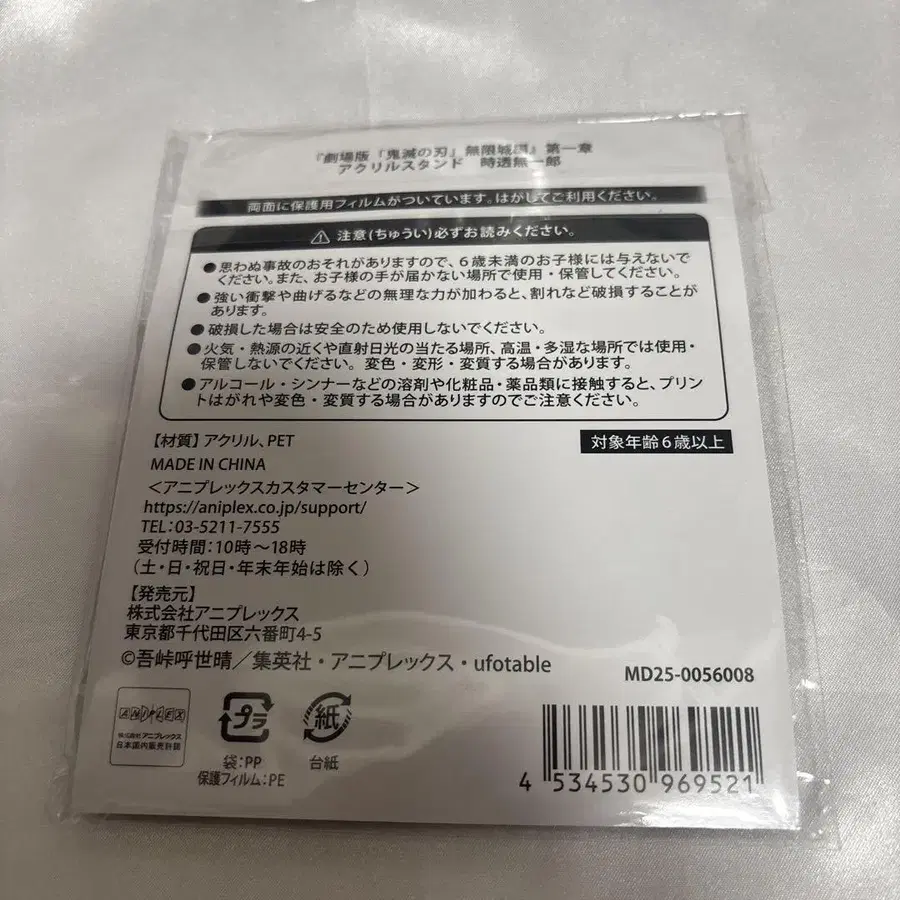 『劇場版「鬼滅の刃」無限城編』第一章
アクリルスタンド 時透無一郎
両面に保護用フィルムがついています。はがしてご利用ください。
注意(ちゅうい)必ずお読みください。
●思わぬ事故のおそれがありますので、6歳未満のお子様には与えないで
ください。また、お子様の手が届かない場所で使用・保管してください。
●強い衝撃や曲げるなどの無理な力が加わると、割れなど破損することが
あります。
●破損した場合は安全のため使用しないでください。
●火気・熱源の近くや直射日光の当たる場所、高温・多湿な場所では使用・
保管しないでください。変色・変形・変質する場合があります。
●アルコール・シンナーなどの溶剤や化粧品・薬品類に接触すると、プリン
トはがれや変色・変質する場合がありますのでご注意ください。
【材質】アクリル、PET
対象年齢6歳以上
MADE IN CHINA
<アニプレックスカスタマーセンター>
https://aniplex.co.jp/support/
TEL:03-5211-7555
受付時間:10時~18時
(土・日・祝日・年末年始は除く)
【発売元】
株式会社アニプレックス
東京都千代田区六番町4-5
©吾峠呼世晴/集英社・アニプレックス・ufotable
MD25-0056008
ANIPLEX
株式会社アニプレックス
日本国内販売許諾
プラ
袋:PP
保護フィルム:PE
紙
台紙
4 534530 969521